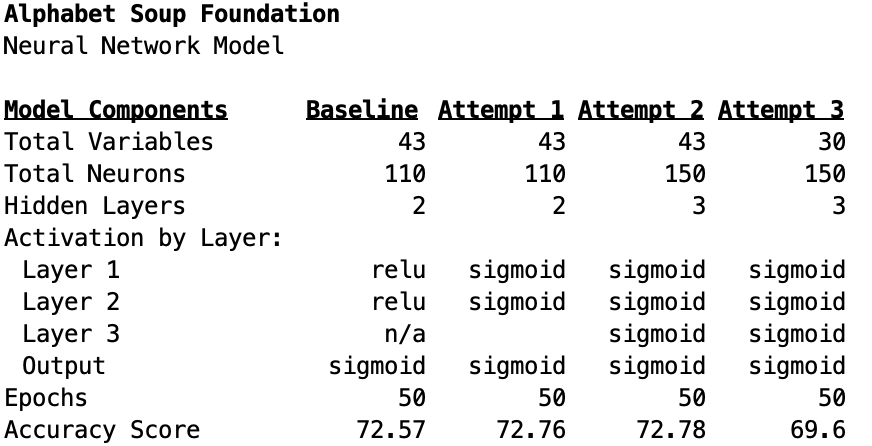 Alphabet Soup Foundation
Neural Network Model
Model Components Baseline Attempt 1 Attempt 2 Attempt 3
Total Variables 43 43 43 30
Total Neurons 110 110 150 150
Hidden Layers 2 2 3 3
Activation by Layer:
Layer 1 relu sigmoid sigmoid sigmoid
Layer 2 relu sigmoid sigmoid sigmoid
Layer 3 n/a sigmoid sigmoid
Output sigmoid sigmoid sigmoid sigmoid
Epochs 50 50 50 50
Accuracy Score 72.57 72.76 72.78 69.6